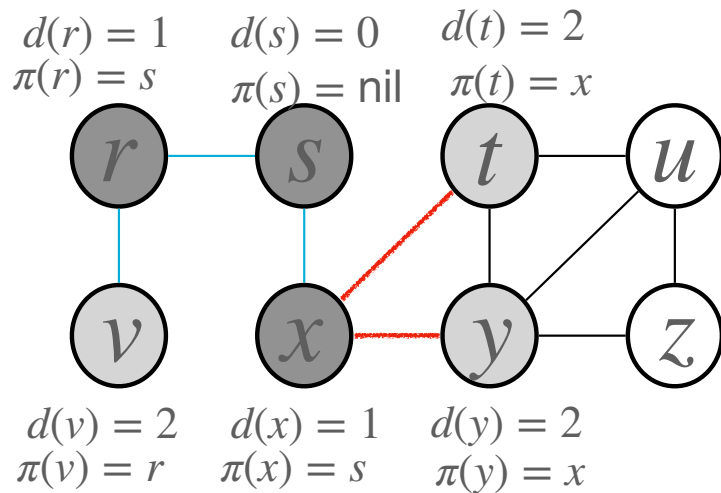 d(r) = 1
π(r) = s
d(s) = 0
π(s) = nil
d(t) = 2
π(t) = x
r
s
t
u
v
x
y
z
d(v) = 2
π(v) = r
d(x) = 1
π(x) = s
d(y) = 2
π(y) = x